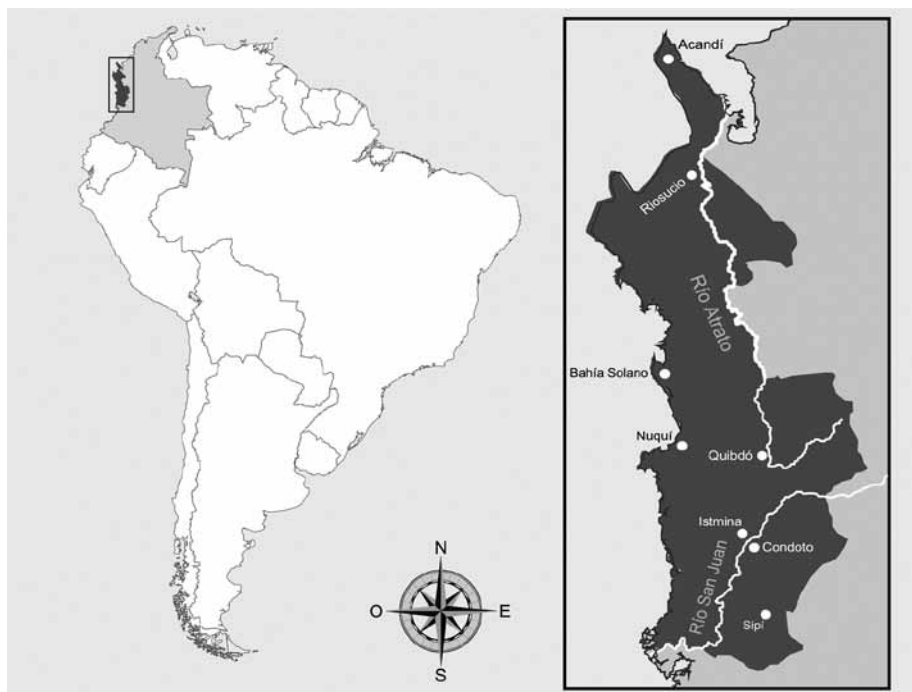 Acandí
Riosucio
Río Atrato
Bahía Solano
Nuquí
Quibdó
Istmina
Condoto
Río San Juan
Sipí
N
O
E
S